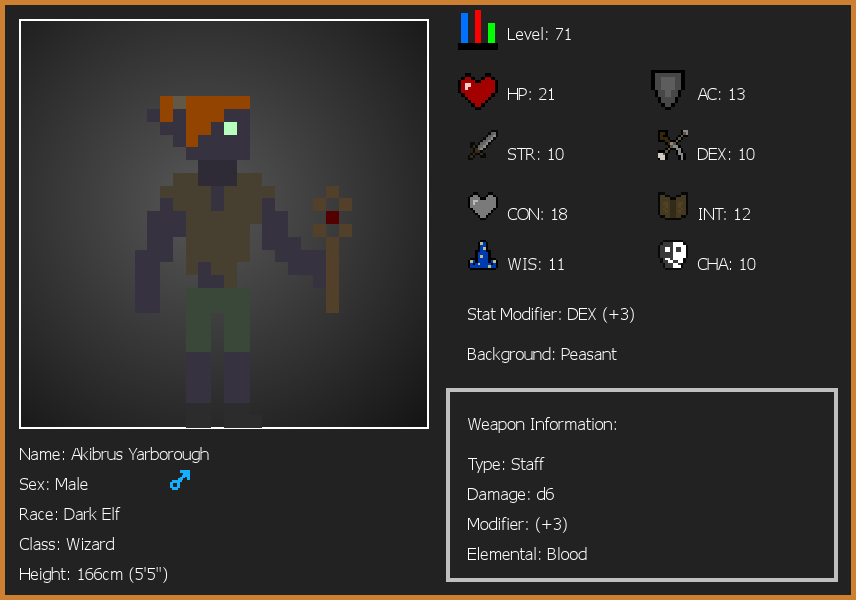 Level: 71
HP: 21
AC: 13
STR: 10
DEX: 10
CON: 18
INT: 12
WIS: 11
CHA: 10
Stat Modifier: DEX (+3)
Background: Peasant
Weapon Information:
Type: Staff
Damage: d6
Modifier: (+3)
Elemental: Blood
Name: Akibrus Yarborough
Sex: Male
Race: Dark Elf
Class: Wizard
Height: 166cm (5'5")